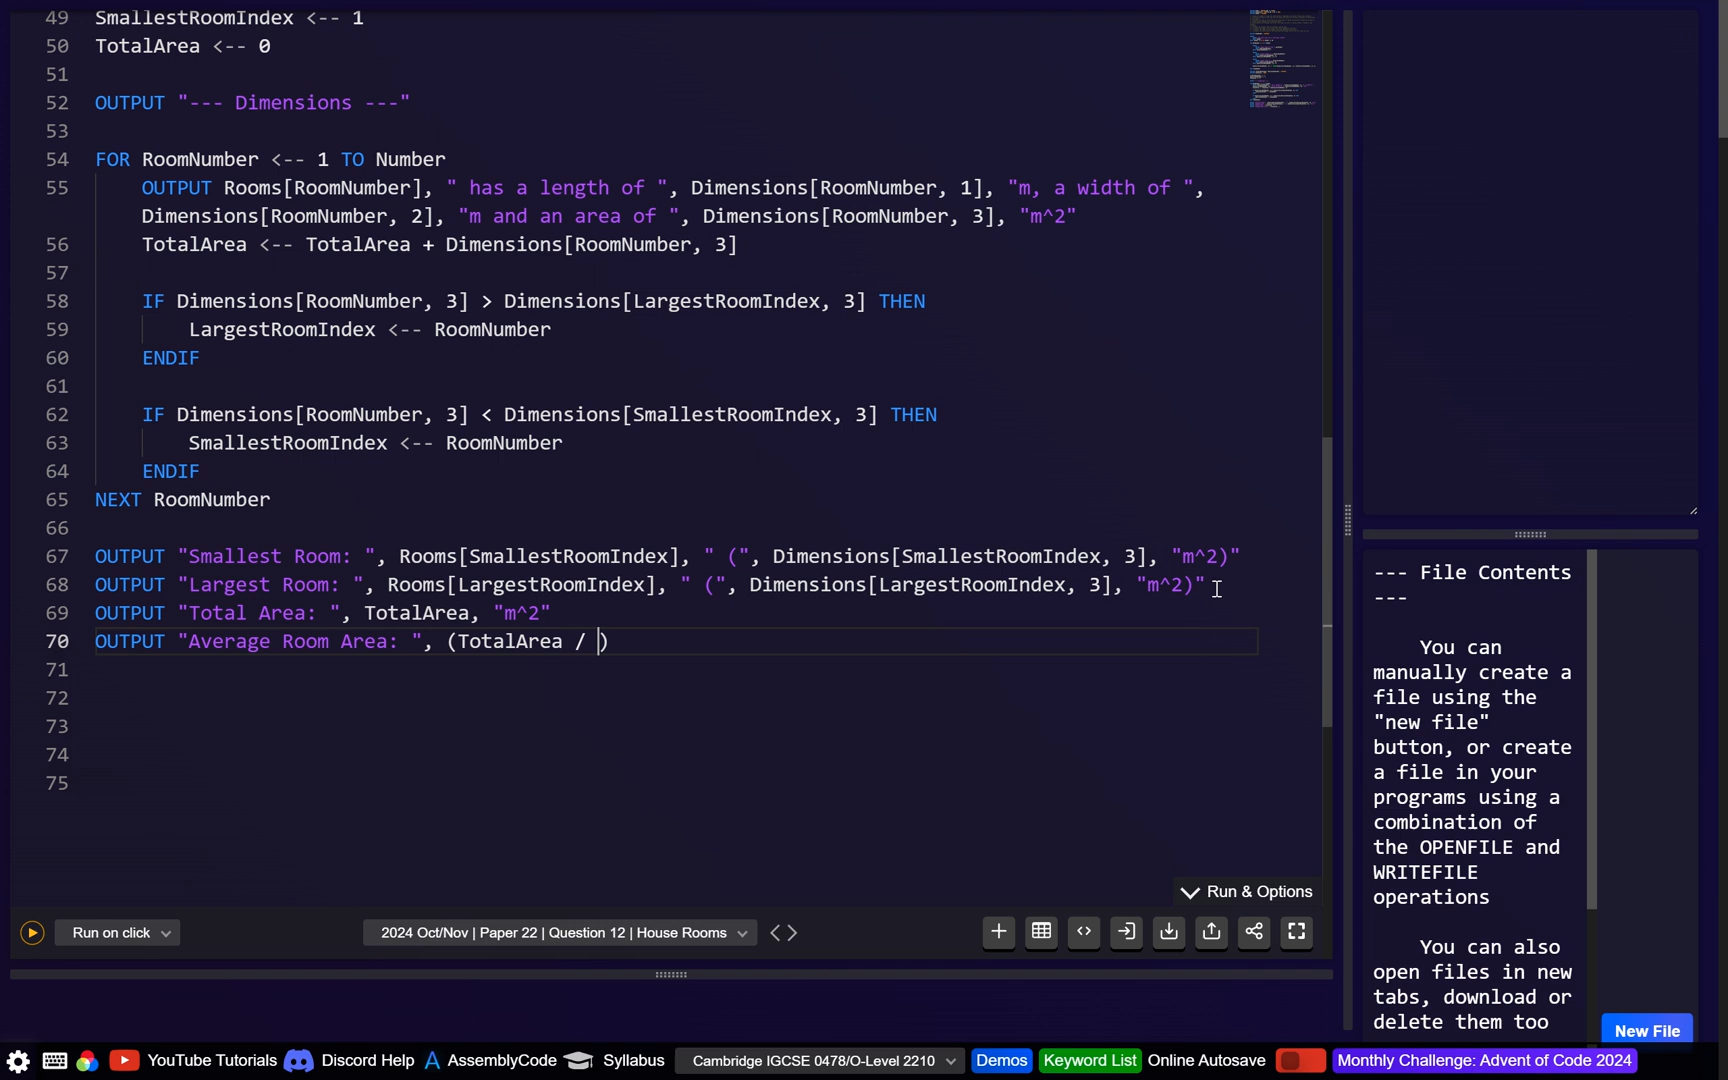 49 SmallestRoomIndex <-- 1
50 TotalArea <-- 0
51
52 OUTPUT "--- Dimensions ---"
53
54 FOR RoomNumber <-- 1 TO Number
55 OUTPUT Rooms[RoomNumber], " has a length of ", Dimensions[RoomNumber, 1], "m, a width of ",
Dimensions[RoomNumber, 2], "m and an area of ", Dimensions[RoomNumber, 3], "m^2"
56 TotalArea <-- TotalArea + Dimensions[RoomNumber, 3]
57
58 IF Dimensions[RoomNumber, 3] > Dimensions[LargestRoomIndex, 3] THEN
59 LargestRoomIndex <-- RoomNumber
60 ENDIF
61
62 IF Dimensions[RoomNumber, 3] < Dimensions[SmallestRoomIndex, 3] THEN
63 SmallestRoomIndex <-- RoomNumber
64 ENDIF
65 NEXT RoomNumber
66
67 OUTPUT "Smallest Room: ", Rooms[SmallestRoomIndex], " (", Dimensions[SmallestRoomIndex, 3], "m^2)"
68 OUTPUT "Largest Room: ", Rooms[LargestRoomIndex], " (", Dimensions[LargestRoomIndex, 3], "m^2)"
69 OUTPUT "Total Area: ", TotalArea, "m^2"
70 OUTPUT "Average Room Area: ", (TotalArea / )
71
72
73
74
75
Run & Options
Run on click
2024 Oct/Nov | Paper 22 | Question 12 | House Rooms
--- File Contents
---
You can
manually create a
file using the
"new file"
button, or create
a file in your
programs using a
combination of
the OPENFILE and
WRITEFILE
operations
You can also
open files in new
tabs, download or
delete them too
New File
YouTube Tutorials
Discord Help
AssemblyCode
Syllabus
Cambridge IGCSE 0478/O-Level 2210
Demos
Keyword List
Online Autosave
Monthly Challenge: Advent of Code 2024